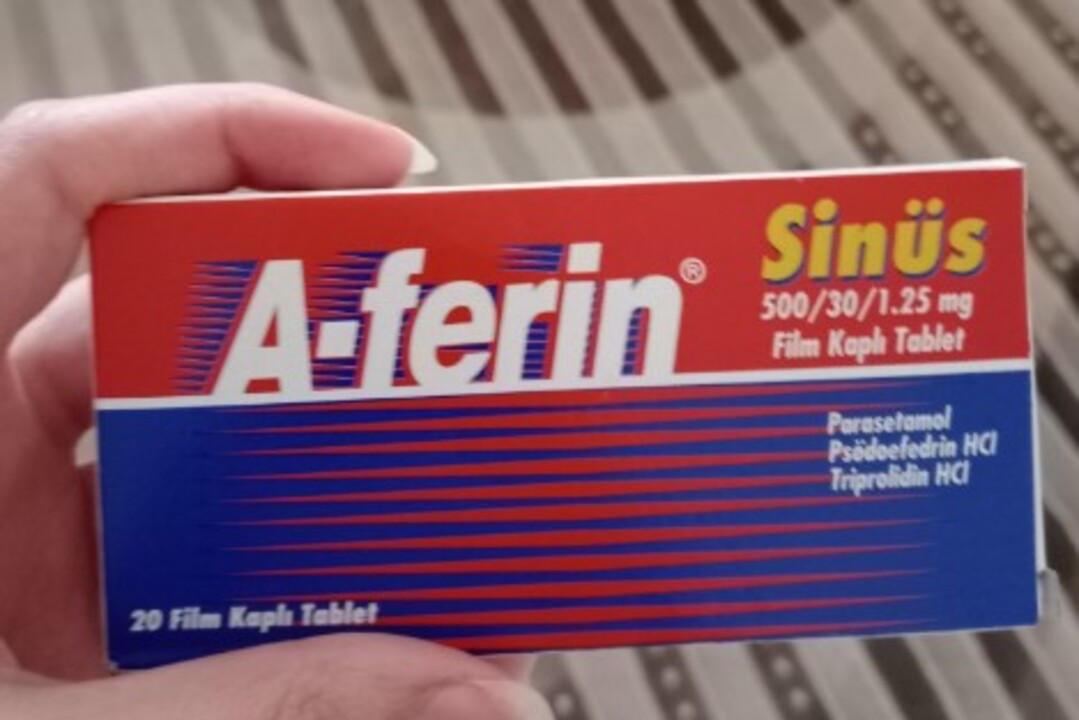 A-ferin®
Sinüs
500/30/1.25 mg
Film Kaplı Tablet
Parasetamol
Psödoefedrin HCl
Triprolidin HCl
20 Film Kaplı Tablet